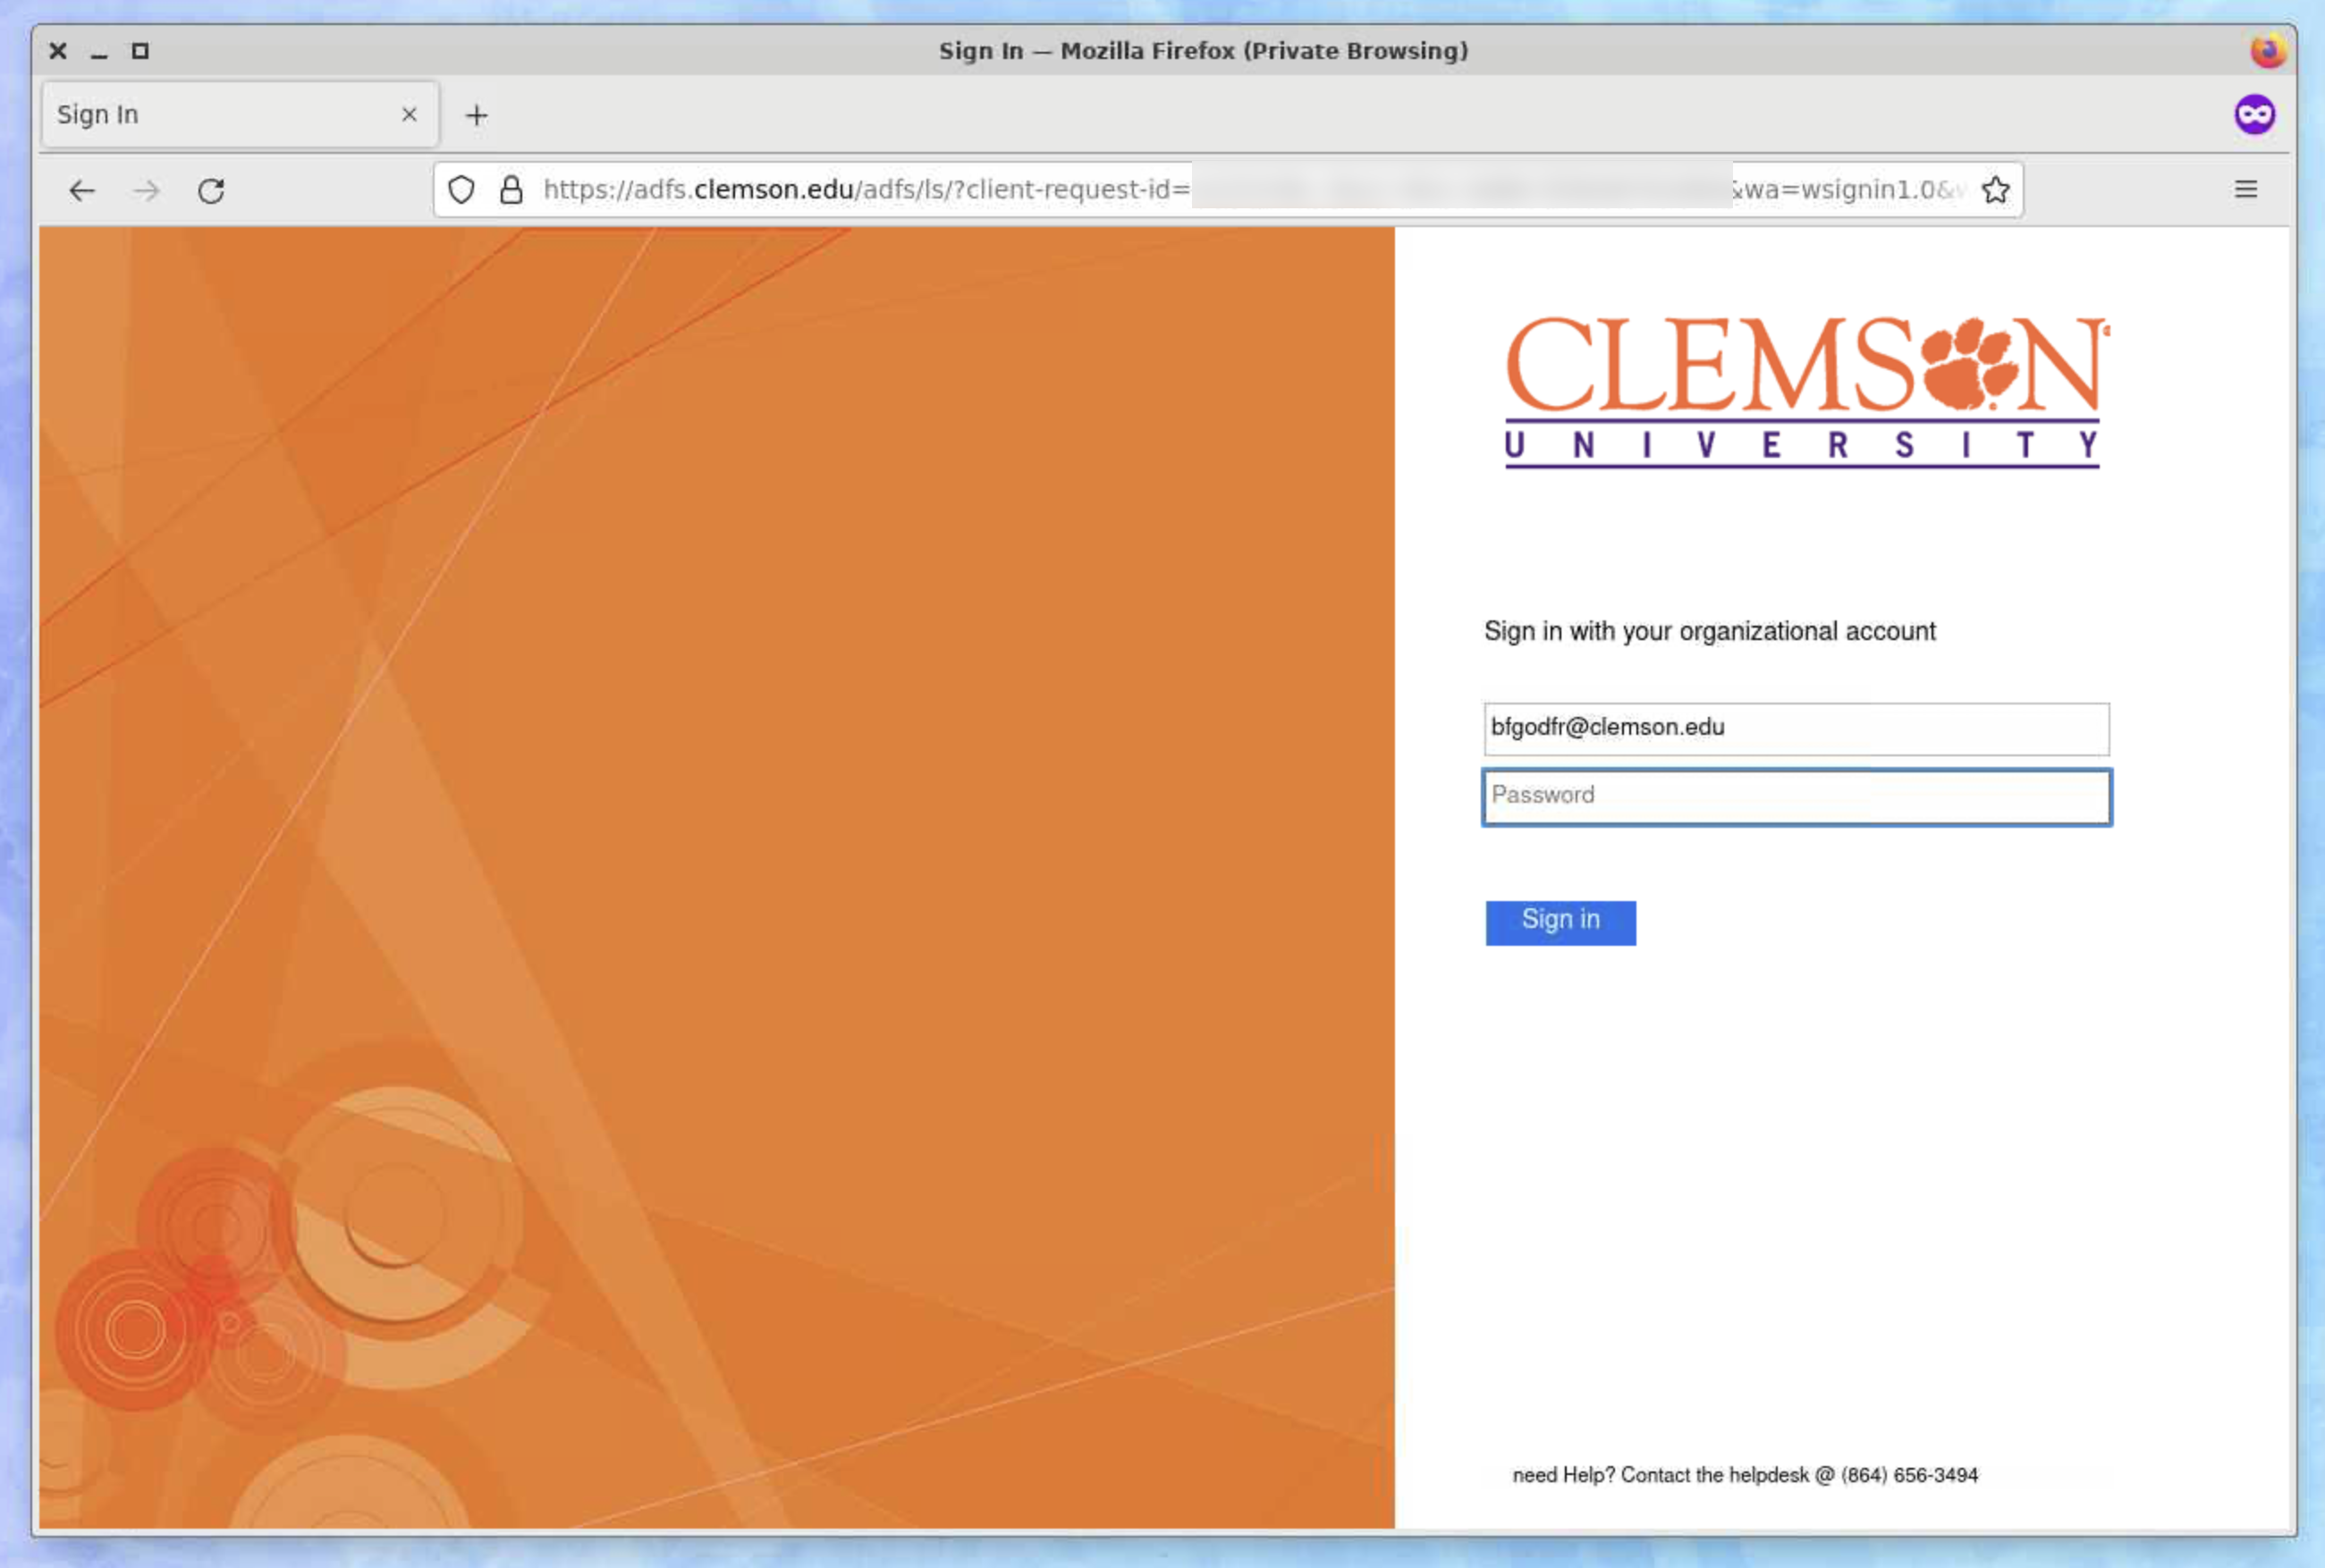 Sign In — Mozilla Firefox (Private Browsing)
Sign In
https://adfs.clemson.edu/adfs/ls/?client-request-id= &wa=wsignin1.0&
CLEMSON
UNIVERSITY
Sign in with your organizational account
bfgodfr@clemson.edu
Password
Sign in
need Help? Contact the helpdesk @ (864) 656-3494